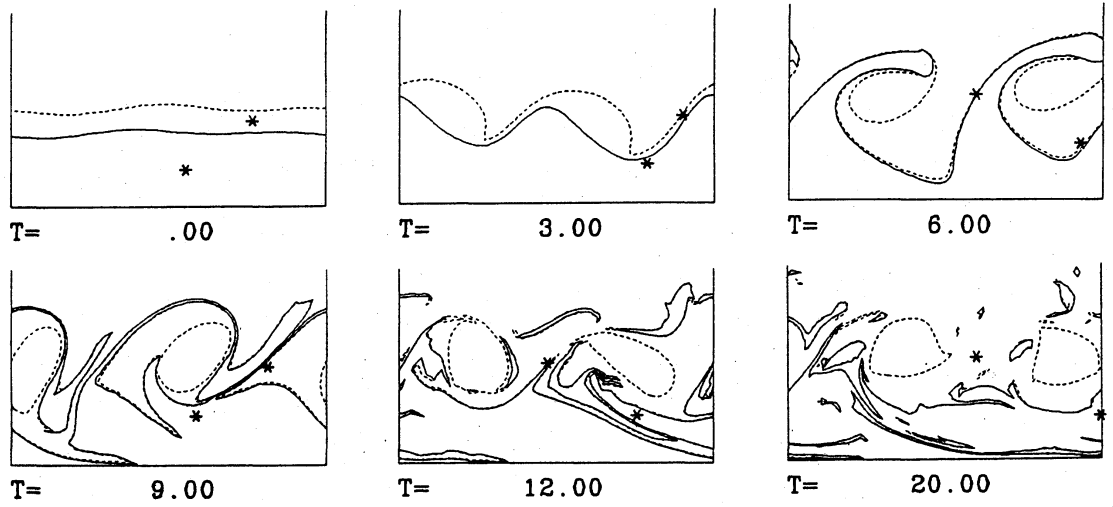 T= .00
T= 3.00
T= 6.00
T= 9.00
T= 12.00
T= 20.00